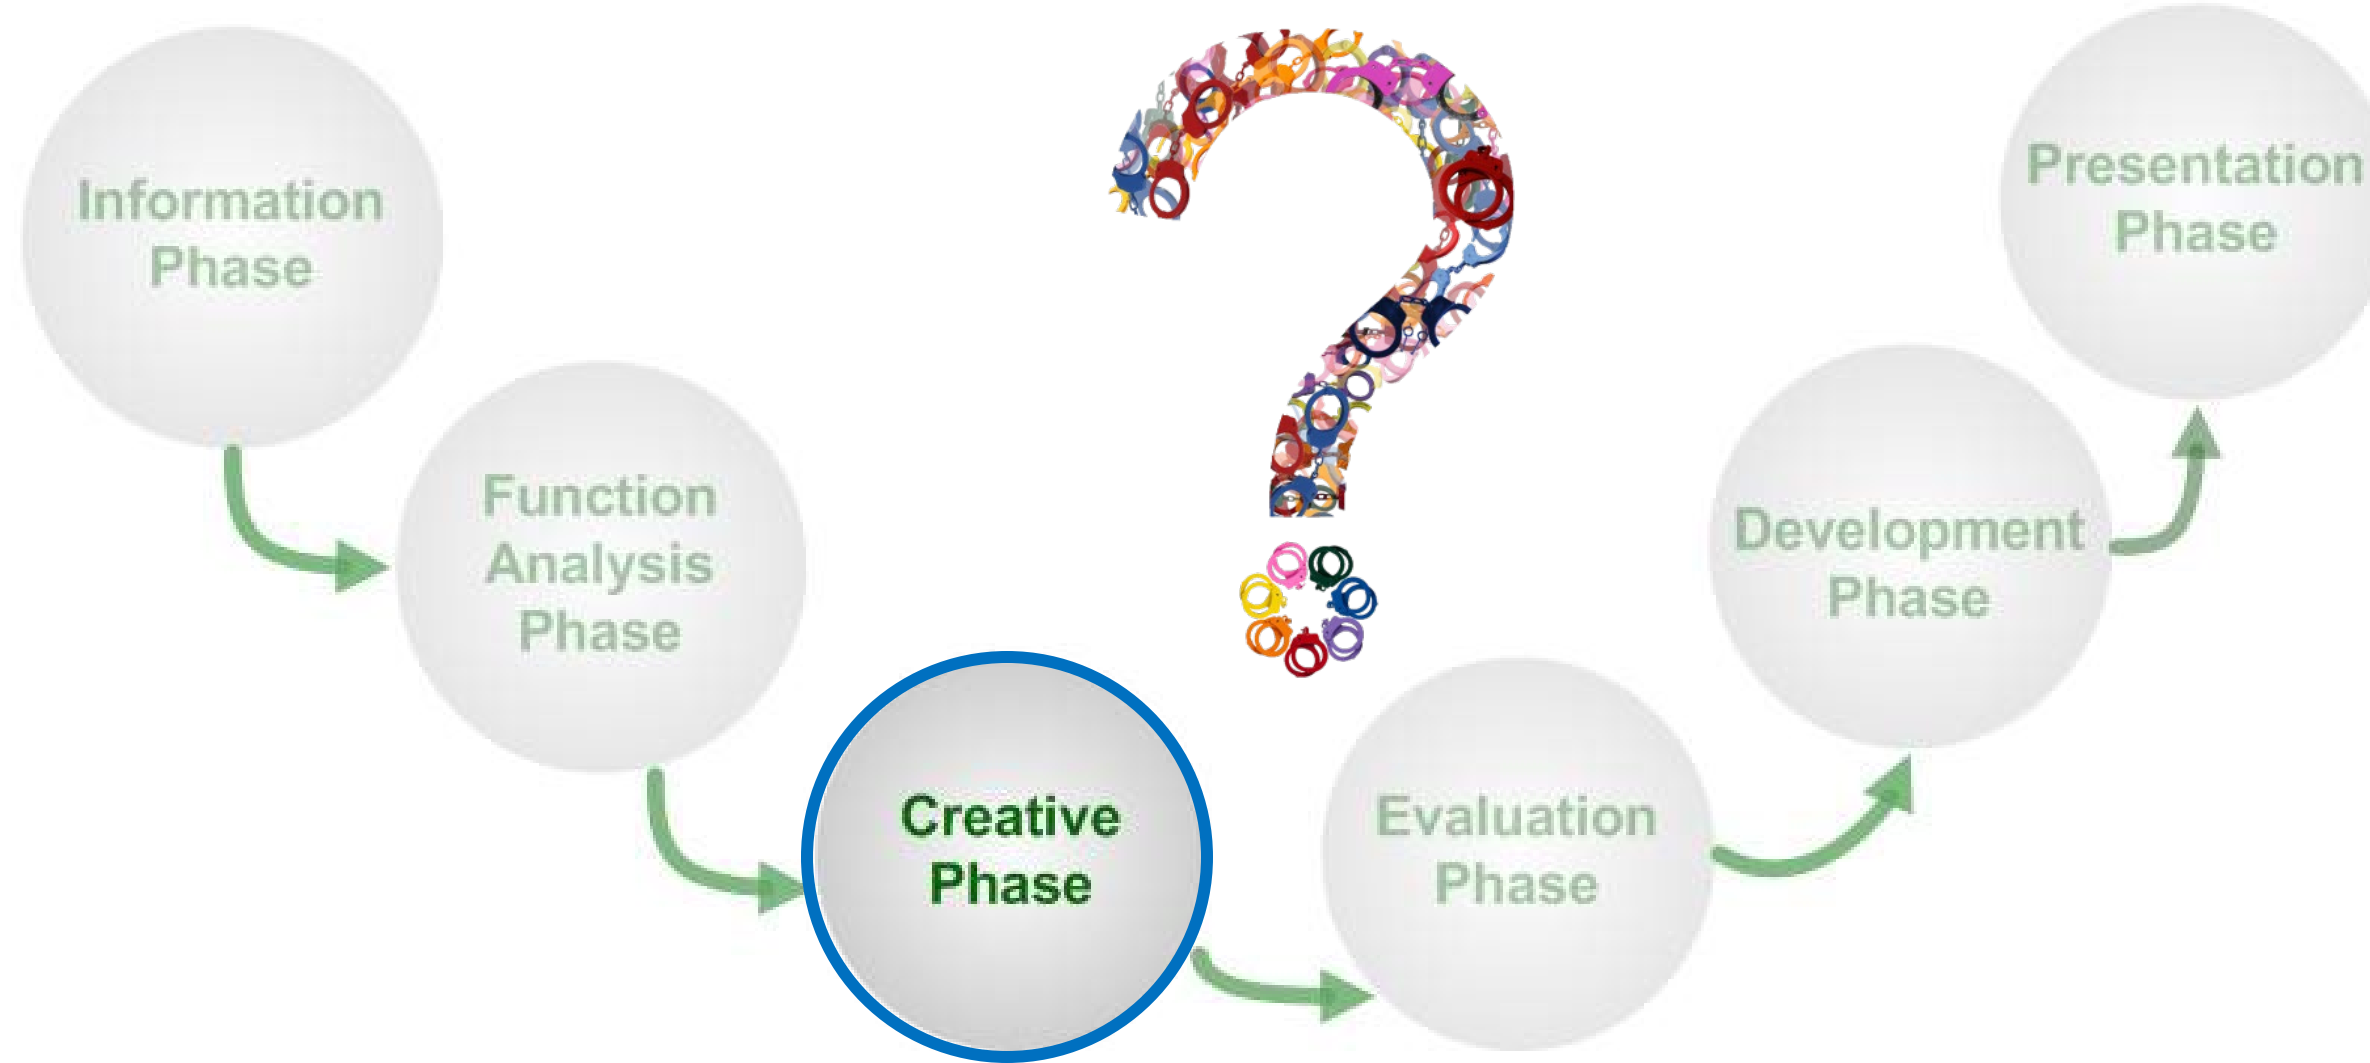 Information
Phase
Function
Analysis
Phase
Creative
Phase
Evaluation
Phase
Development
Phase
Presentation
Phase